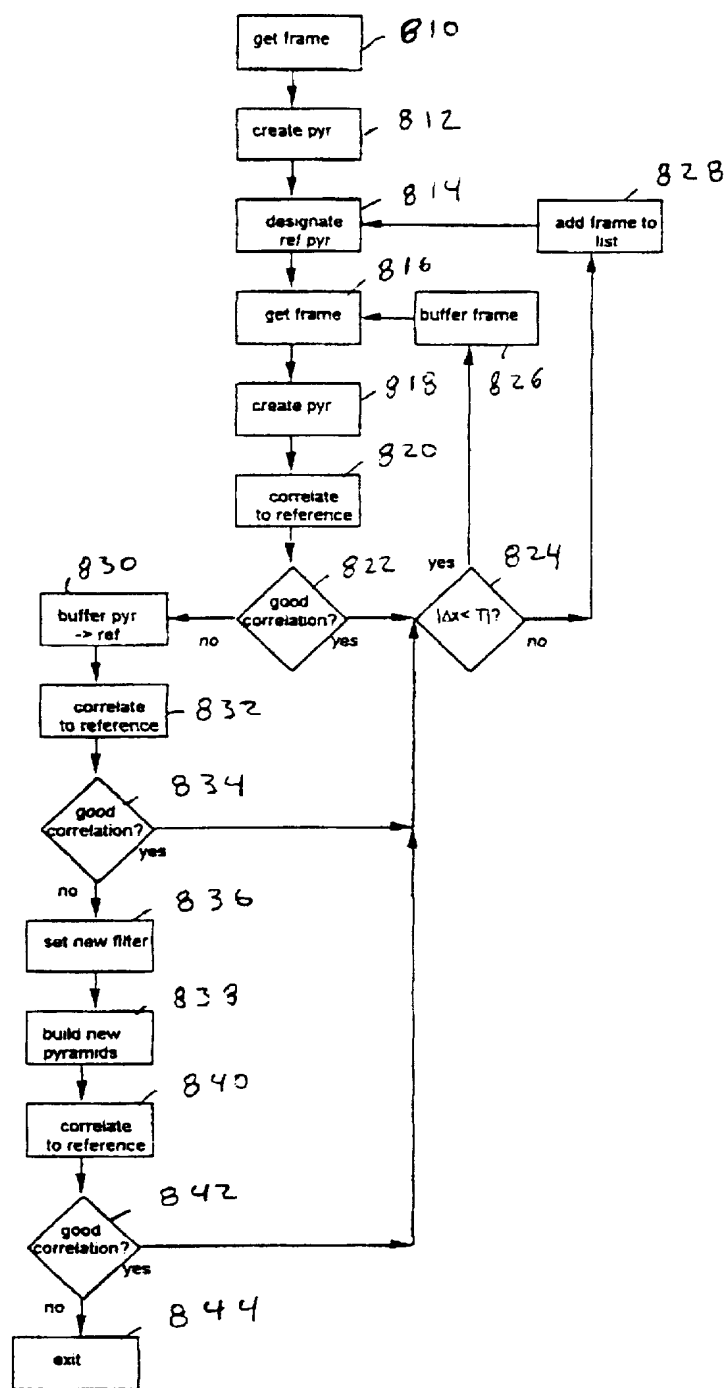 get frame
810
create pyr
812
designate
ref pyr
814
add frame to
list
828
get frame
816
buffer frame
826
create pyr
818
correlate
to reference
820
good
correlation?
822
no
yes
|Δx< T|?
824
yes
no
buffer pyr
-> ref
830
correlate
to reference
832
good
correlation?
834
yes
no
set new filter
836
build new
pyramids
838
correlate
to reference
840
good
correlation?
842
yes
no
exit
844